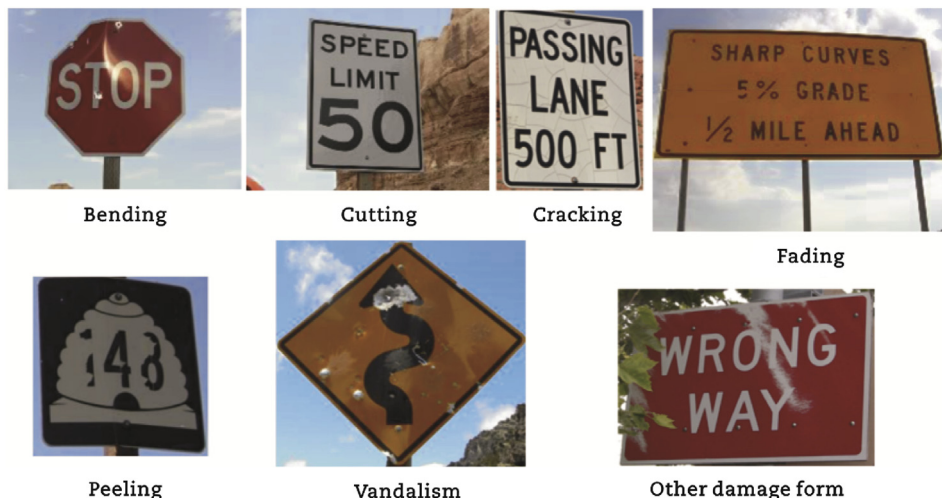 STOP
Bending
SPEED
LIMIT
50
Cutting
PASSING
LANE
500 FT
Cracking
SHARP CURVES
5% GRADE
1/2 MILE AHEAD
Fading
143
Peeling
Vandalism
WRONG
WAY
Other damage form